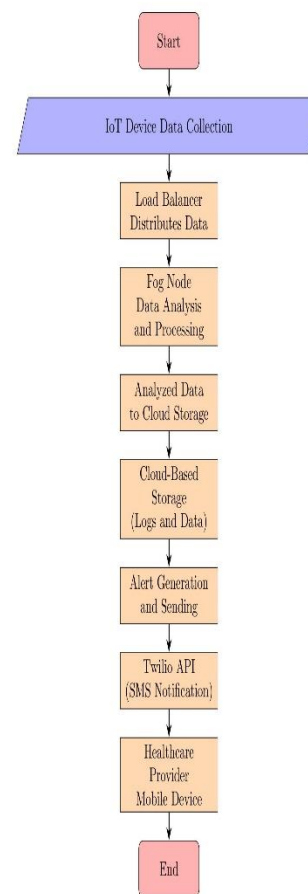 Start
IoT Device Data Collection
Load Balancer
Distributes Data
Fog Node
Data Analysis
and Processing
Analyzed Data
to Cloud Storage
Cloud-Based
Storage
(Logs and Data)
Alert Generation
and Sending
Twilio API
(SMS Notification)
Healthcare
Provider
Mobile Device
End